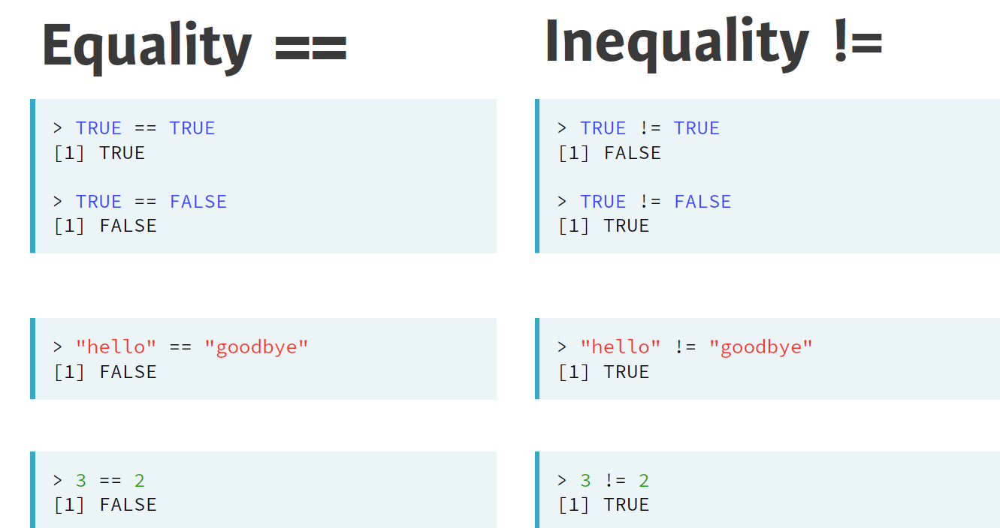 Equality ==
> TRUE == TRUE
[1] TRUE
> TRUE == FALSE
[1] FALSE
> "hello" == "goodbye"
[1] FALSE
> 3 == 2
[1] FALSE
Inequality !=
> TRUE != TRUE
[1] FALSE
> TRUE != FALSE
[1] TRUE
> "hello" != "goodbye"
[1] TRUE
> 3 != 2
[1] TRUE